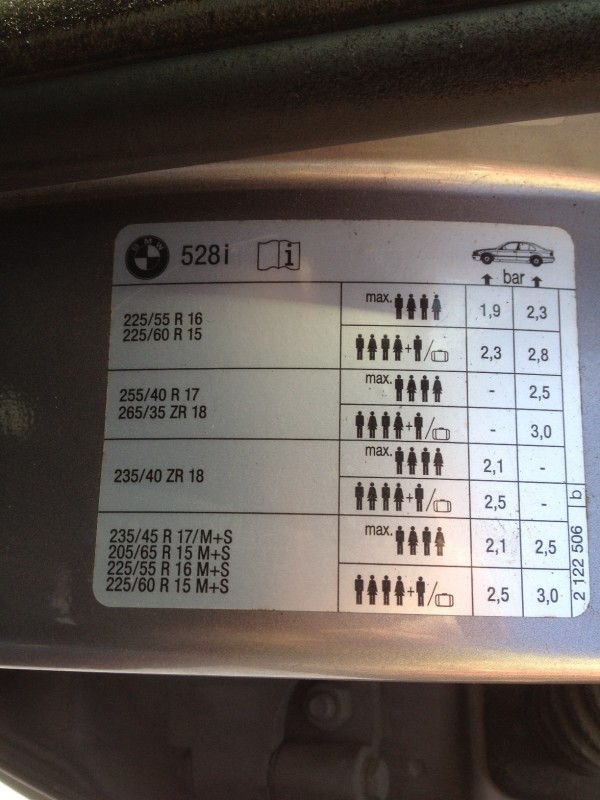 BMW 528i i
bar
225/55 R 16
225/60 R 15
max. 1,9 2,3
+ / 2,3 2,8
255/40 R 17
265/35 ZR 18
max. - 2,5
+ / - 3,0
235/40 ZR 18
max. 2,1 -
+ / 2,5 -
235/45 R 17/M+S
205/65 R 15 M+S
225/55 R 16 M+S
225/60 R 15 M+S
max. 2,1 2,5
+ / 2,5 3,0
2 122 506 b